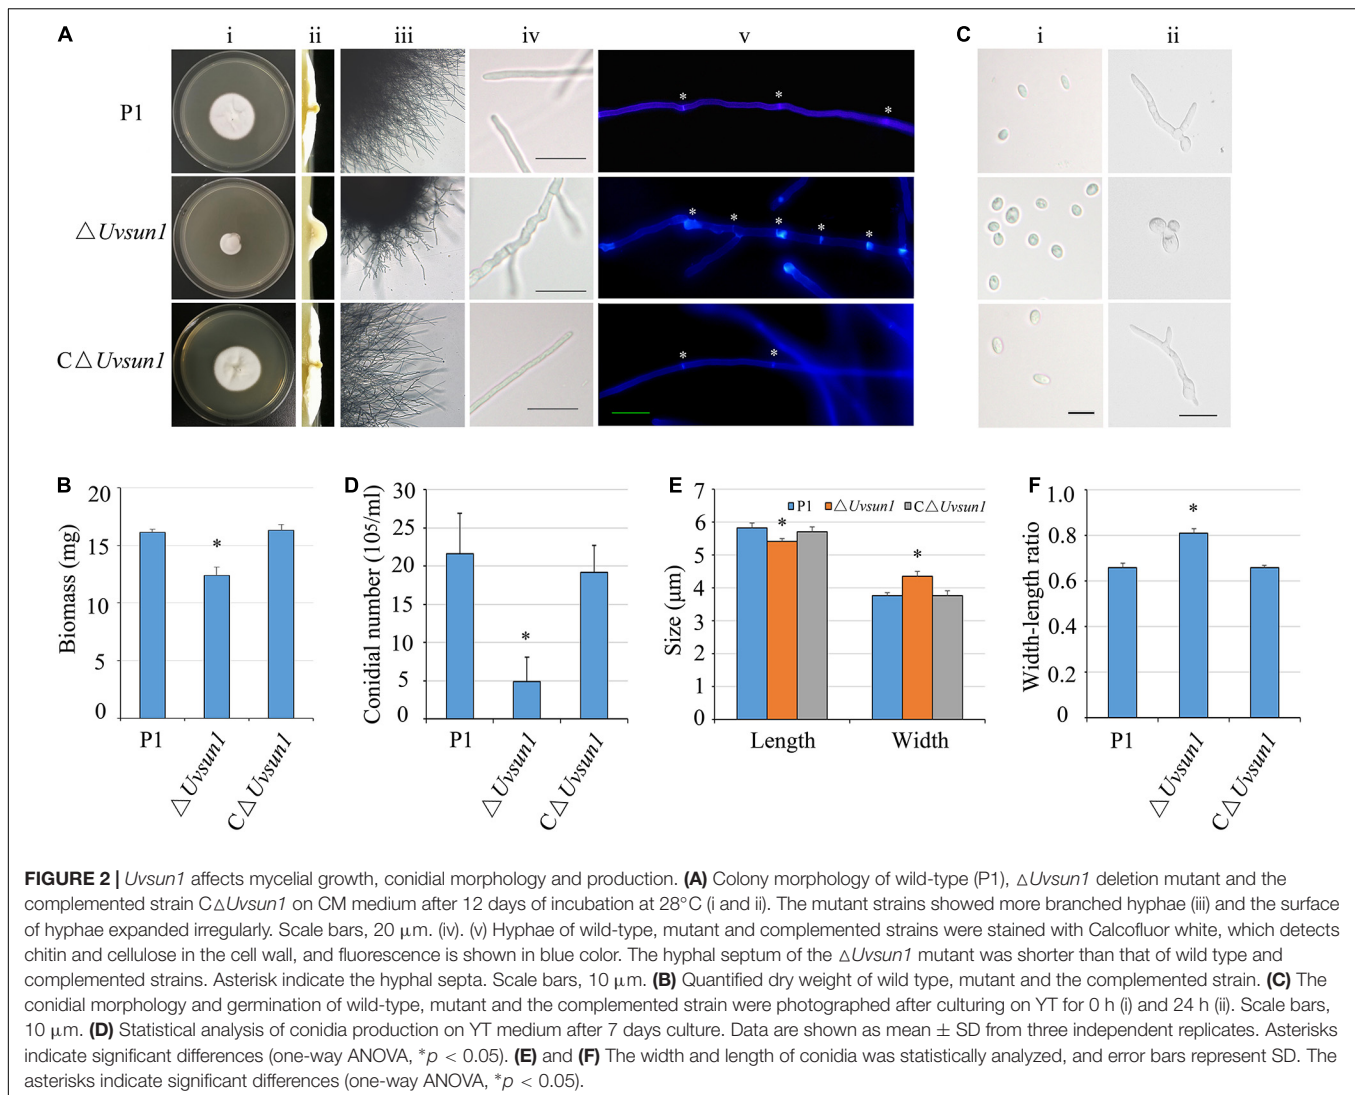 A i ii iii iv v C i ii
P1
△Uvsun1
C△Uvsun1
* * *
* * * * *
* *
B
Biomass (mg)
20
15
10
5
0
*
P1 △Uvsun1 C△Uvsun1
D
Conidial number (10⁵/ml)
30
25
20
15
10
5
0
*
P1 △Uvsun1 C△Uvsun1
E
Size (μm)
7
6
5
4
3
2
1
0
P1 △Uvsun1 C△Uvsun1
* *
Length Width
F
Width-length ratio
1.0
0.8
0.6
0.4
0.2
0
*
P1 △Uvsun1 C△Uvsun1
FIGURE 2 | Uvsun1 affects mycelial growth, conidial morphology and production. (A) Colony morphology of wild-type (P1), △Uvsun1 deletion mutant and the
complemented strain C△Uvsun1 on CM medium after 12 days of incubation at 28°C (i and ii). The mutant strains showed more branched hyphae (iii) and the surface
of hyphae expanded irregularly. Scale bars, 20 μm. (iv). (v) Hyphae of wild-type, mutant and complemented strains were stained with Calcofluor white, which detects
chitin and cellulose in the cell wall, and fluorescence is shown in blue color. The hyphal septum of the △Uvsun1 mutant was shorter than that of wild type and
complemented strains. Asterisk indicate the hyphal septa. Scale bars, 10 μm. (B) Quantified dry weight of wild type, mutant and the complemented strain. (C) The
conidial morphology and germination of wild-type, mutant and the complemented strain were photographed after culturing on YT for 0 h (i) and 24 h (ii). Scale bars,
10 μm. (D) Statistical analysis of conidia production on YT medium after 7 days culture. Data are shown as mean ± SD from three independent replicates. Asterisks
indicate significant differences (one-way ANOVA, *p < 0.05). (E) and (F) The width and length of conidia was statistically analyzed, and error bars represent SD. The
asterisks indicate significant differences (one-way ANOVA, *p < 0.05).